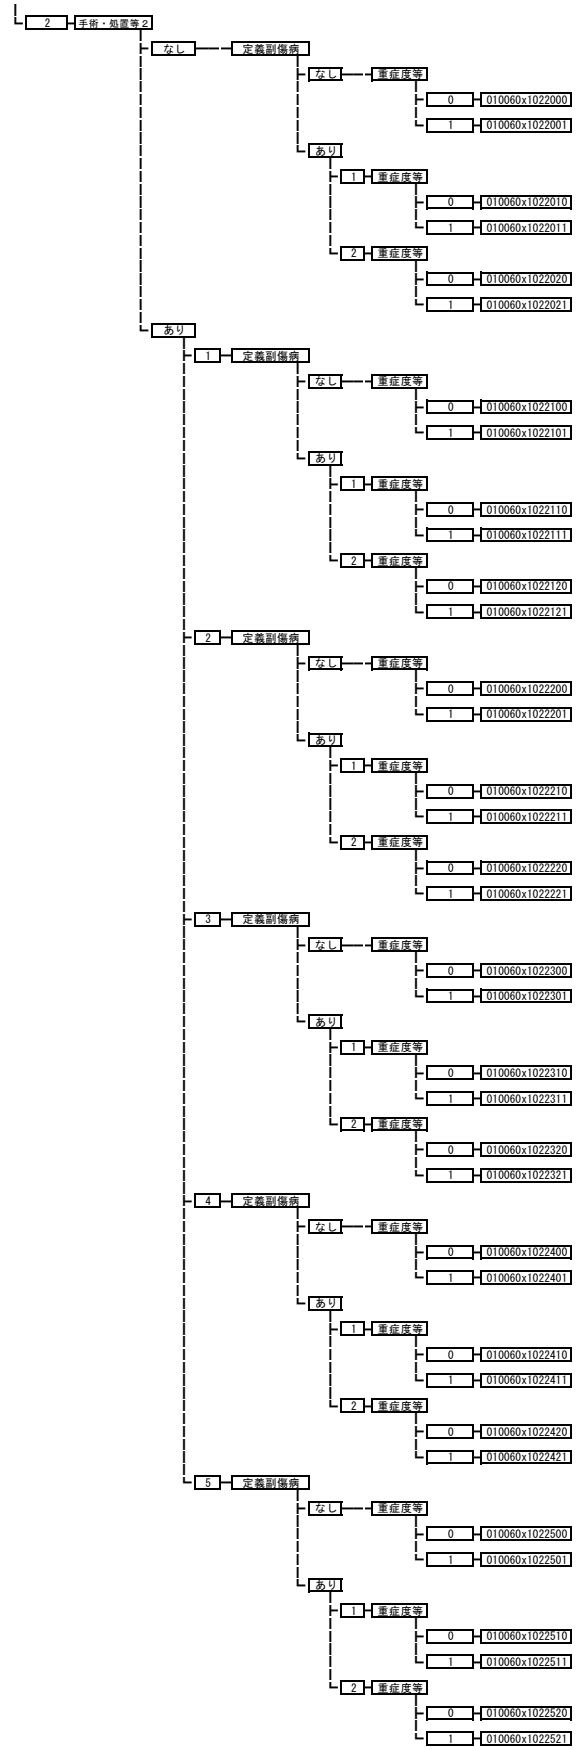 2 手術・処置等2
なし 定義副傷病
なし 重症度等
0 010060x1022000
1 010060x1022001
あり
1 重症度等
0 010060x1022010
1 010060x1022011
2 重症度等
0 010060x1022020
1 010060x1022021
あり
1 定義副傷病
なし 重症度等
0 010060x1022100
1 010060x1022101
あり
1 重症度等
0 010060x1022110
1 010060x1022111
2 重症度等
0 010060x1022120
1 010060x1022121
2 定義副傷病
なし 重症度等
0 010060x1022200
1 010060x1022201
あり
1 重症度等
0 010060x1022210
1 010060x1022211
2 重症度等
0 010060x1022220
1 010060x1022221
3 定義副傷病
なし 重症度等
0 010060x1022300
1 010060x1022301
あり
1 重症度等
0 010060x1022310
1 010060x1022311
2 重症度等
0 010060x1022320
1 010060x1022321
4 定義副傷病
なし 重症度等
0 010060x1022400
1 010060x1022401
あり
1 重症度等
0 010060x1022410
1 010060x1022411
2 重症度等
0 010060x1022420
1 010060x1022421
5 定義副傷病
なし 重症度等
0 010060x1022500
1 010060x1022501
あり
1 重症度等
0 010060x1022510
1 010060x1022511
2 重症度等
0 010060x1022520
1 010060x1022521